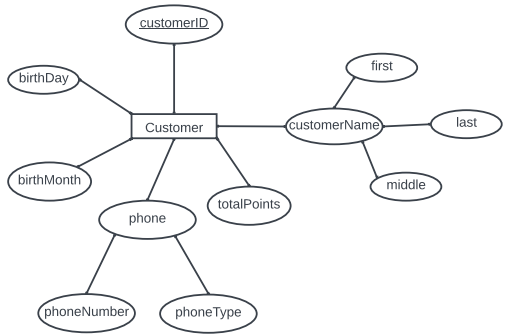 customerID
birthDay
first
Customer
customerName
last
birthMonth
middle
totalPoints
phone
phoneNumber
phoneType